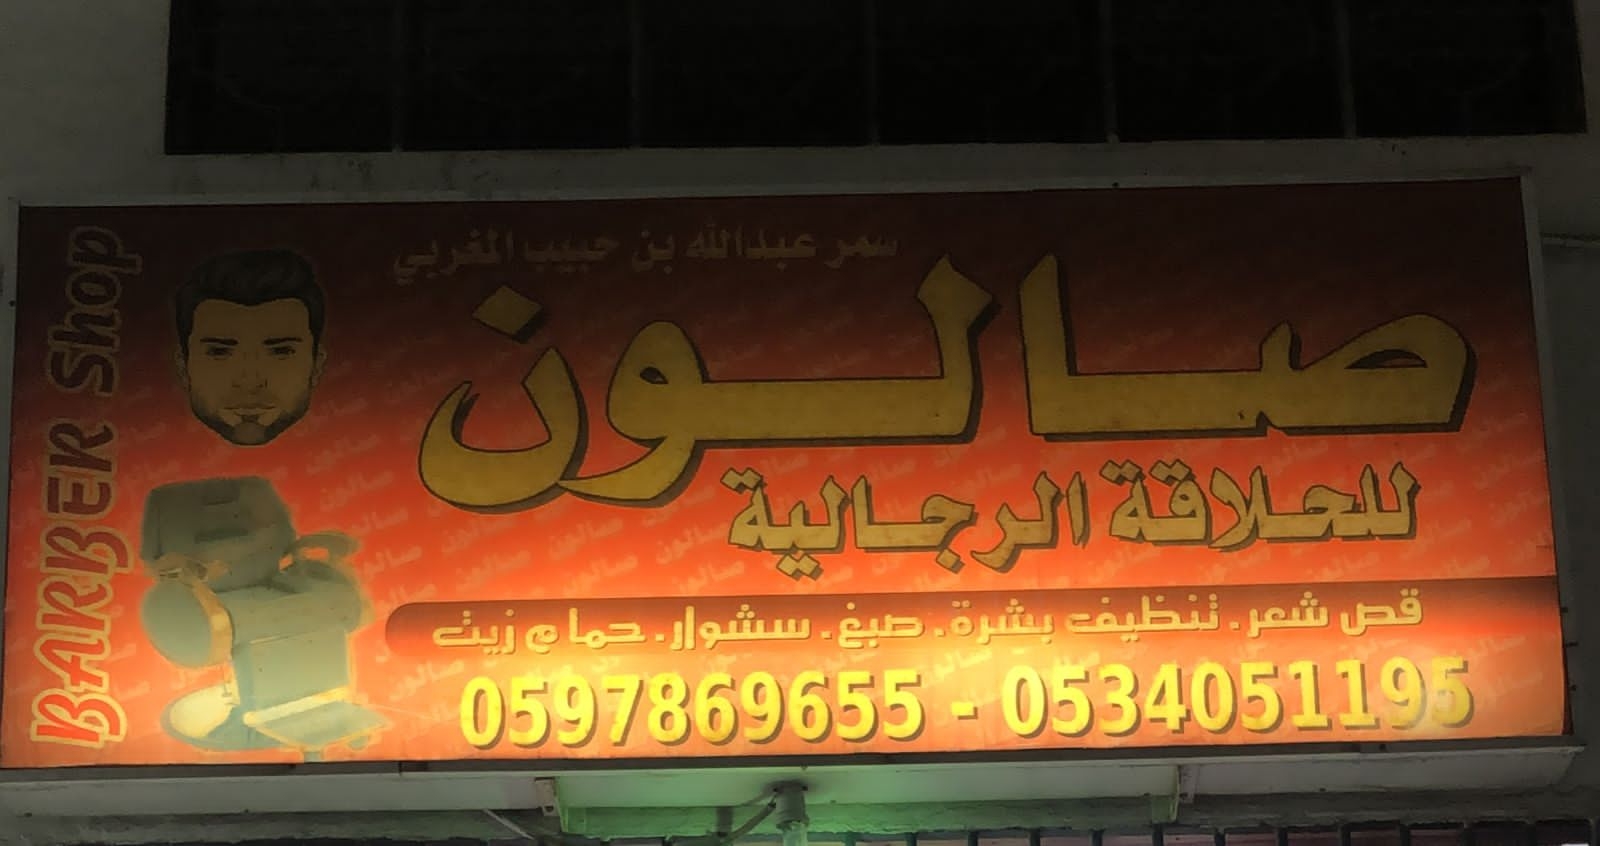 سمر عبدالله بن حبيب المغربي
صالون
للحلاقة الرجالية
قص شعر. تنظيف بشرة. صبغ. سشوار. حمام زيت
0597869655 - 0534051195
BARBER Shop